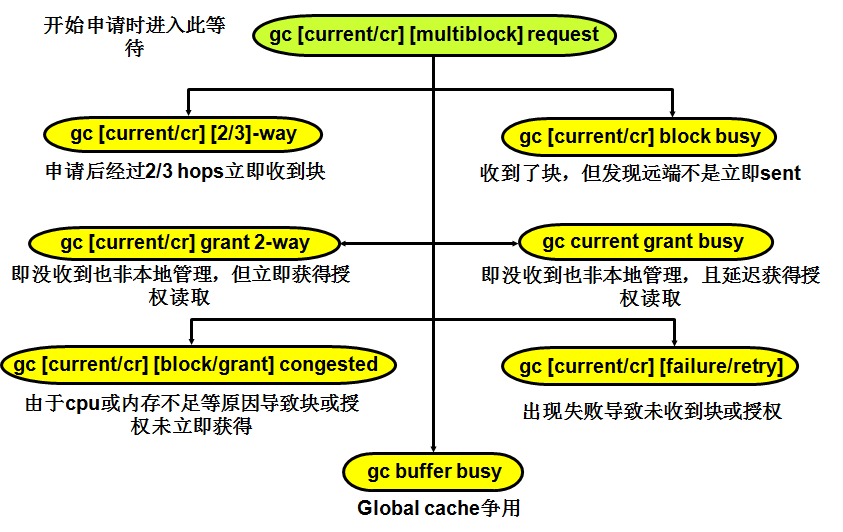 开始申请时进入此等
待
gc [current/cr] [multiblock] request
gc [current/cr] [2/3]-way
gc [current/cr] block busy
申请后经过2/3 hops立即收到块
收到了块，但发现远端不是立即sent
gc [current/cr] grant 2-way
gc current grant busy
即没收到也非本地管理，但立即获得授
权读取
即没收到也非本地管理，且延迟获得授
权读取
gc [current/cr] [block/grant] congested
gc [current/cr] [failure/retry]
由于cpu或内存不足等原因导致块或授
权未立即获得
出现失败导致未收到块或授权
gc buffer busy
Global cache争用